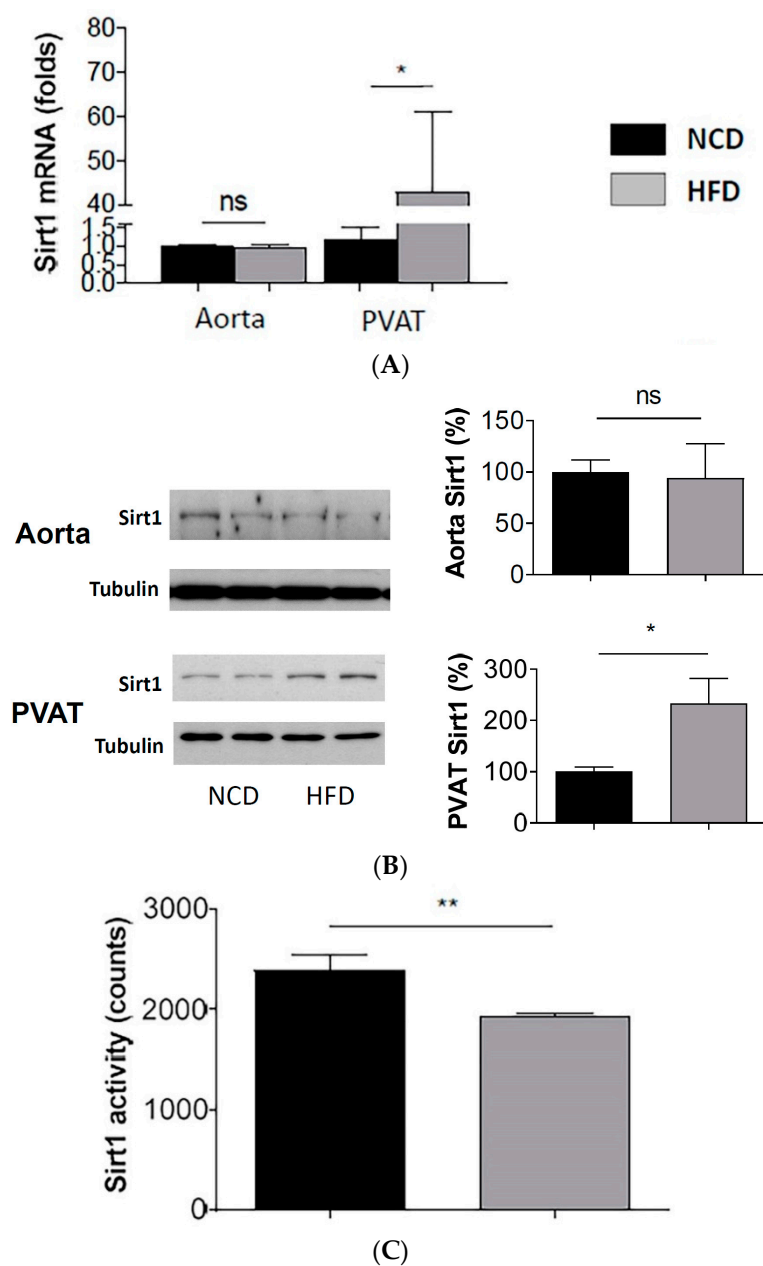 80
70
60
50
40
1.5
1.0
0.5
0.0
Sirt1 mRNA (folds)
ns
*
NCD
HFD
Aorta
PVAT
(A)
Aorta
Sirt1
Tubulin
PVAT
Sirt1
Tubulin
NCD HFD
Aorta Sirt1 (%)
150
100
50
0
ns
PVAT Sirt1 (%)
300
200
100
0
*
(B)
Sirt1 activity (counts)
3000
2000
1000
0
**
(C)